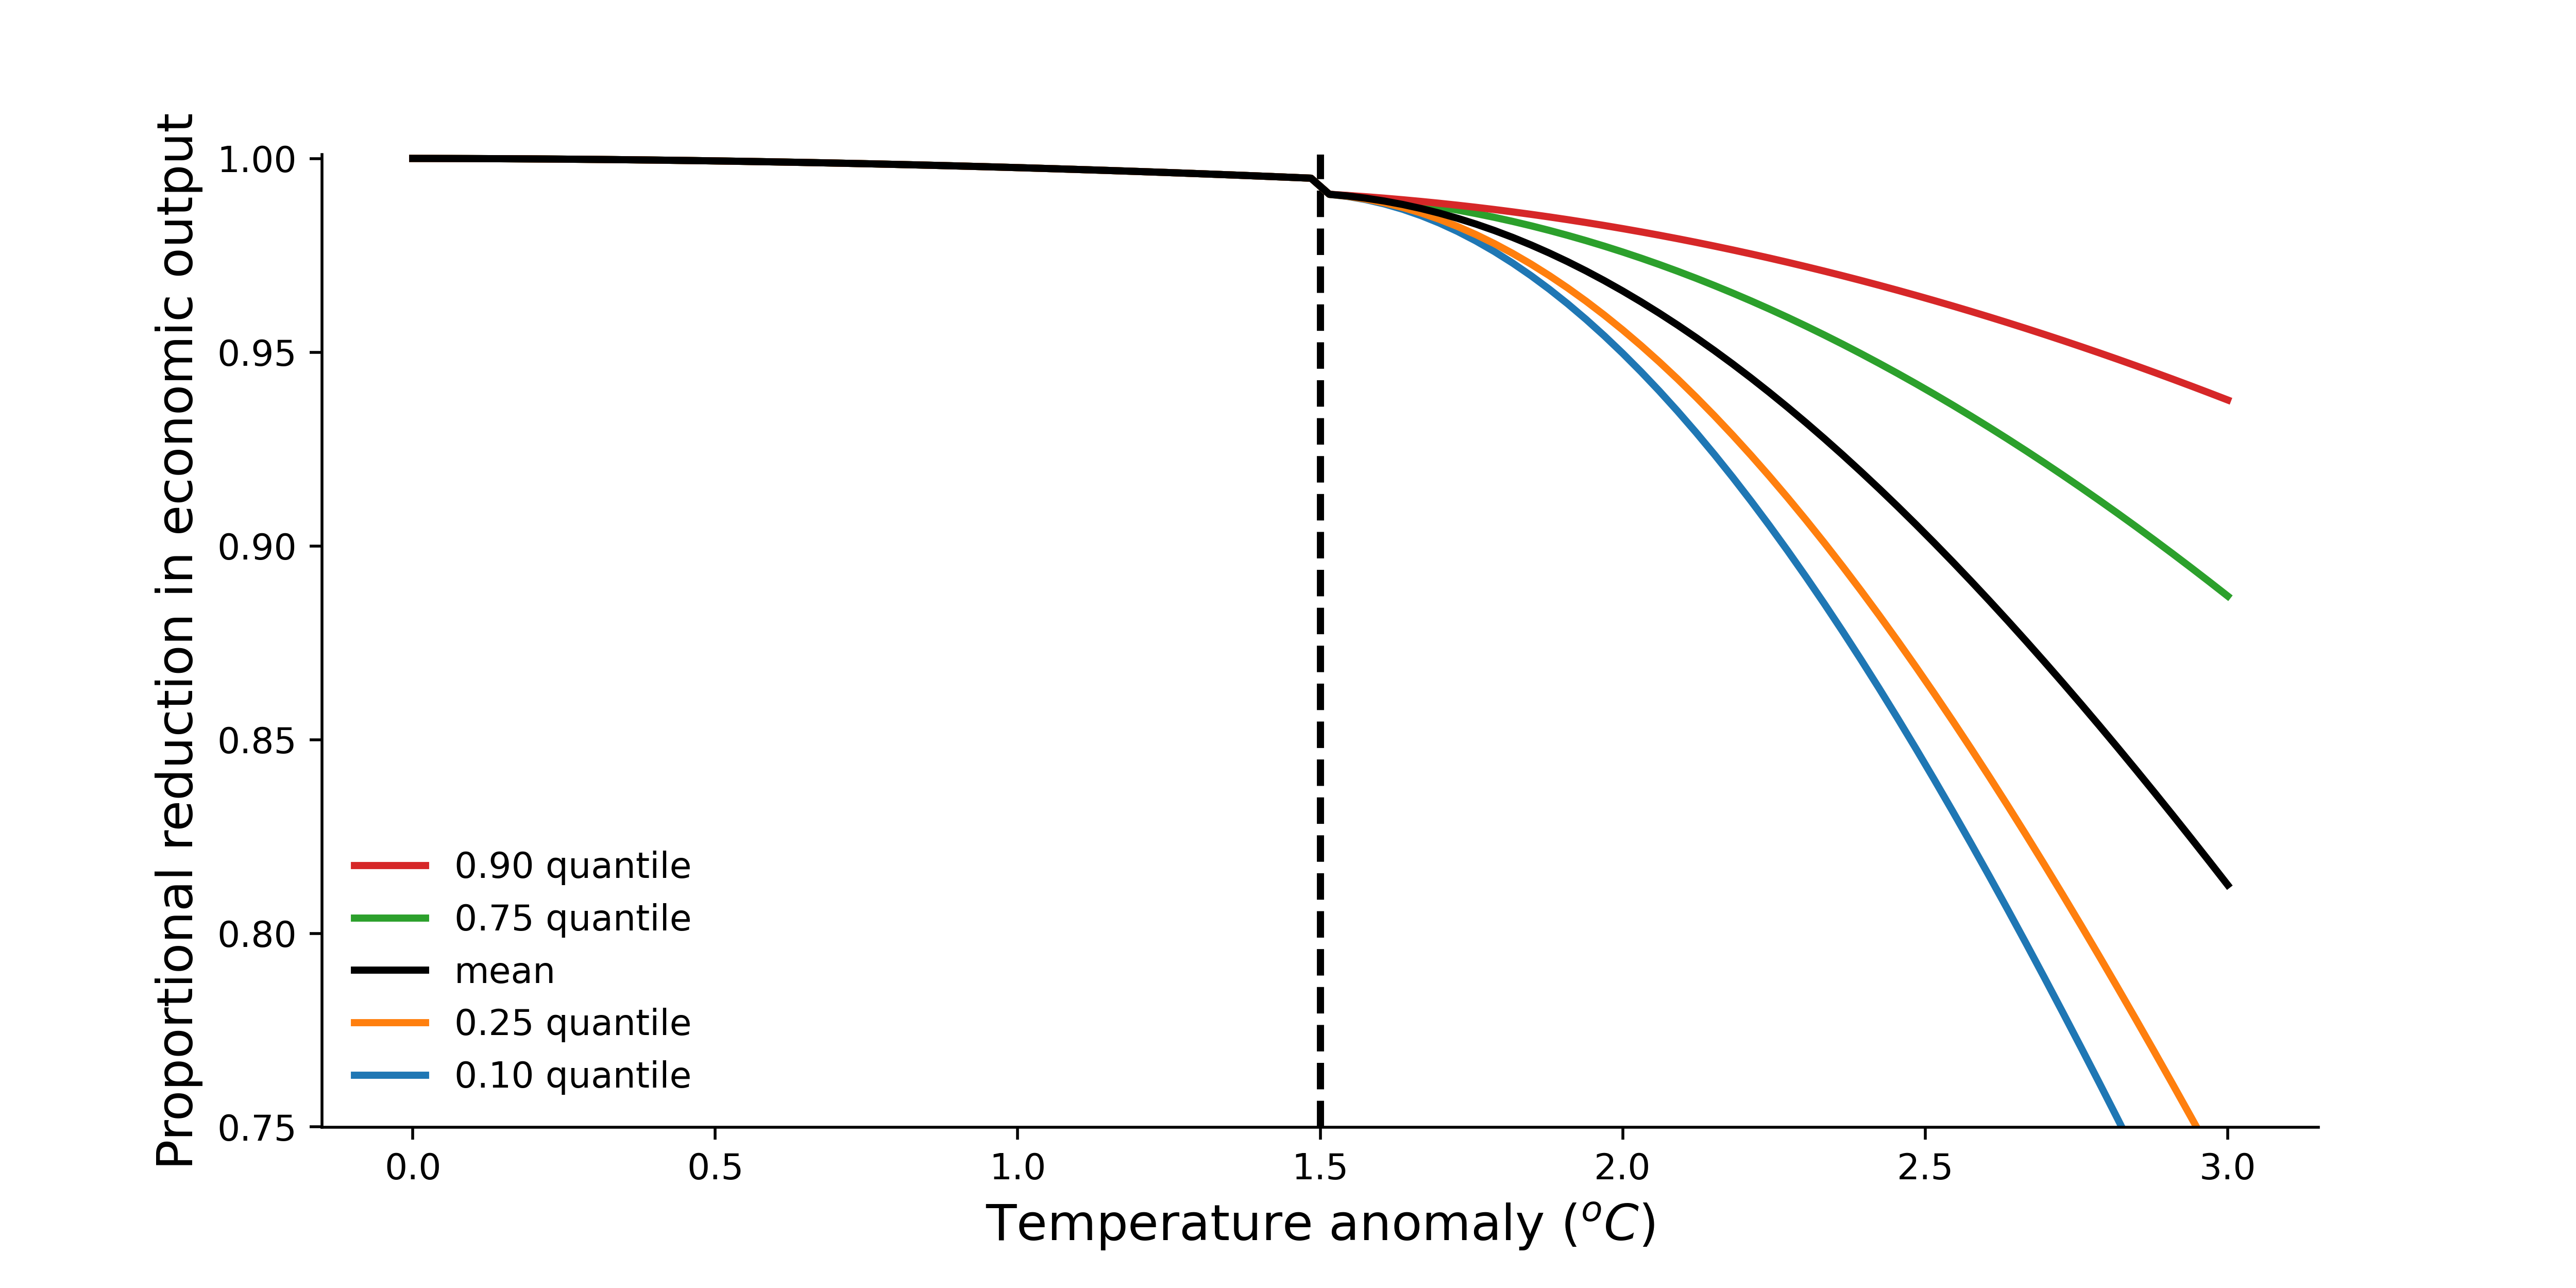 Proportional reduction in economic output
1.00
0.95
0.90
0.85
0.80
0.75
0.90 quantile
0.75 quantile
mean
0.25 quantile
0.10 quantile
0.0 0.5 1.0 1.5 2.0 2.5 3.0
Temperature anomaly (°C)